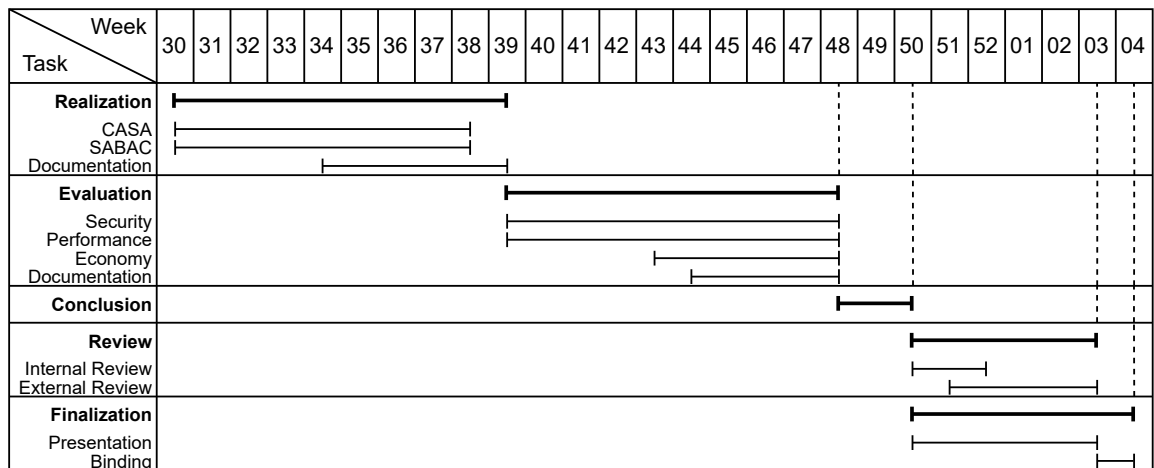 Week
Task
30 31 32 33 34 35 36 37 38 39 40 41 42 43 44 45 46 47 48 49 50 51 52 01 02 03 04
Realization
CASA
SABAC
Documentation
Evaluation
Security
Performance
Economy
Documentation
Conclusion
Review
Internal Review
External Review
Finalization
Presentation
Binding